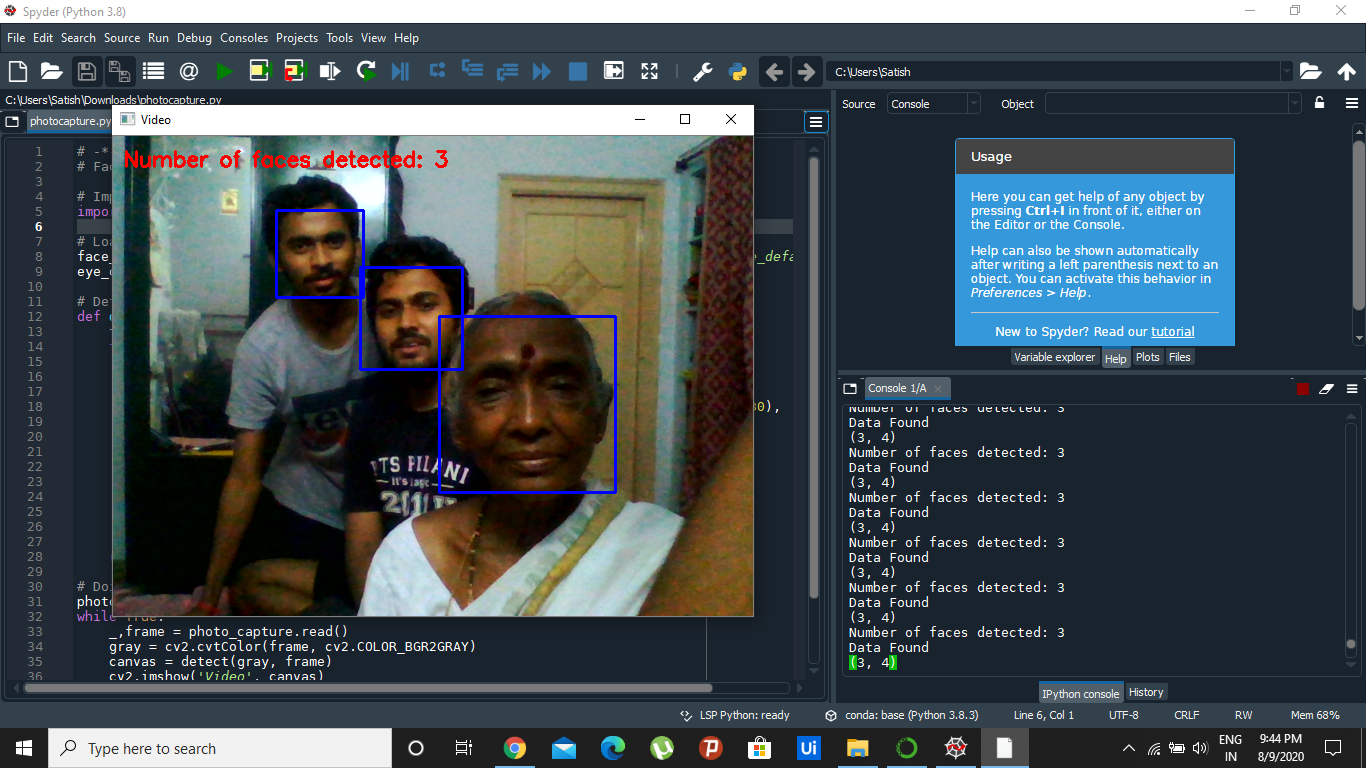 Spyder (Python 3.8)
File Edit Search Source Run Debug Consoles Projects Tools View Help
C:\Users\Satish
C:\Users\Satish\Downloads\photocapture.py
photocapture.py
Video
Number of faces detected: 3
PTS PILANI
1 # -*
2 # Fac
3
4 # Imp
5 impor
6
7 # Loa
8 face_ e_defa
9 eye_c
10
11 # De
12 def
13
14
15
16
17
18 30),
19
20
21
22
23
24
25
26
27
28
29
30 # Doi
31 phot
32 while True:
33 _,frame = photo_capture.read()
34 gray = cv2.cvtColor(frame, cv2.COLOR_BGR2GRAY)
35 canvas = detect(gray, frame)
36 cv2.imshow('Video', canvas)
Source Console Object
Usage
Here you can get help of any object by
pressing Ctrl+I in front of it, either on
the Editor or the Console.
Help can also be shown automatically
after writing a left parenthesis next to an
object. You can activate this behavior in
Preferences > Help.
New to Spyder? Read our tutorial
Variable explorer Help Plots Files
Console 1/A
Number of faces detected: 3
Data Found
(3, 4)
Number of faces detected: 3
Data Found
(3, 4)
Number of faces detected: 3
Data Found
(3, 4)
Number of faces detected: 3
Data Found
(3, 4)
Number of faces detected: 3
Data Found
(3, 4)
Number of faces detected: 3
Data Found
(3, 4)
IPython console History
LSP Python: ready conda: base (Python 3.8.3) Line 6, Col 1 UTF-8 CRLF RW Mem 68%
Type here to search
Ui
ENG
IN
9:44 PM
8/9/2020